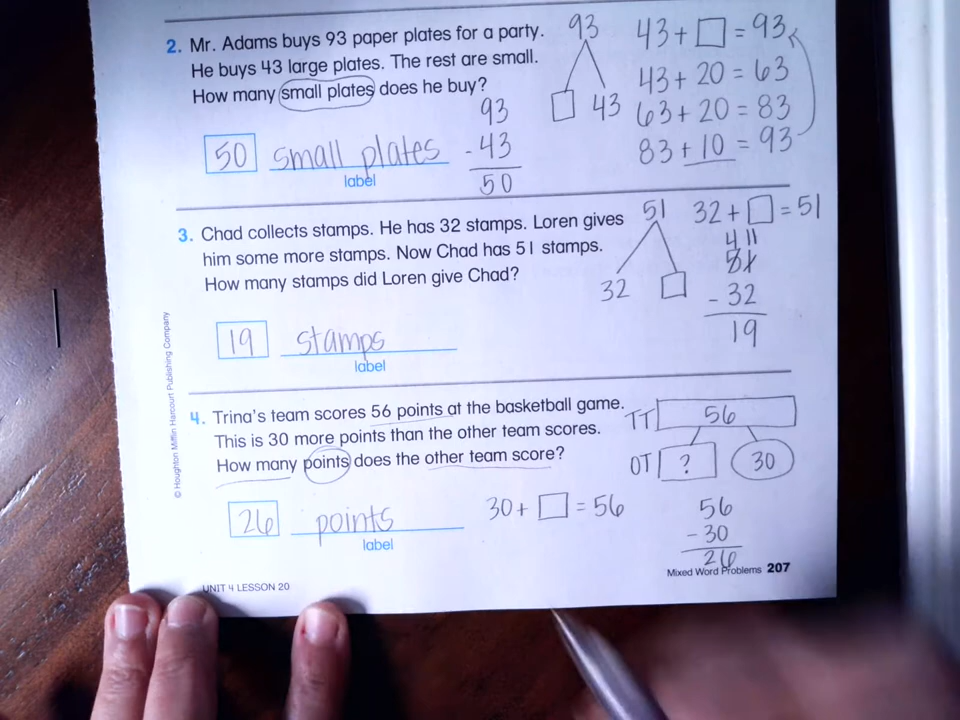 2. Mr. Adams buys 93 paper plates for a party.
He buys 43 large plates. The rest are small.
How many small plates does he buy?
93
43
43 + □ = 93
43 + 20 = 63
63 + 20 = 83
83 + 10 = 93
93
- 43
50
50 small plates
label
3. Chad collects stamps. He has 32 stamps. Loren gives
him some more stamps. Now Chad has 51 stamps.
How many stamps did Loren give Chad?
51
32
32 + □ = 51
4 11
51
- 32
19
19 stamps
label
4. Trina's team scores 56 points at the basketball game.
This is 30 more points than the other team scores.
How many points does the other team score?
TT 56
OT ? 30
26 points
label
30 + □ = 56
56
- 30
26
© Houghton Mifflin Harcourt Publishing Company
UNIT 4 LESSON 20
Mixed Word Problems 207